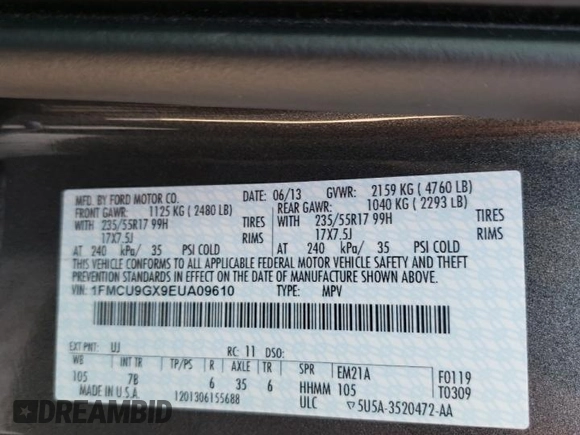 MFD. BY FORD MOTOR CO. DATE: 06/13 GVWR: 2159 KG ( 4760 LB)
FRONT GAWR: 1125 KG ( 2480 LB) REAR GAWR: 1040 KG ( 2293 LB)
WITH 235/55R17 99H TIRES WITH 235/55R17 99H TIRES
17X7.5J RIMS 17X7.5J RIMS
AT 240 kPa/ 35 PSI COLD AT 240 kPa/ 35 PSI COLD
THIS VEHICLE CONFORMS TO ALL APPLICABLE FEDERAL MOTOR VEHICLE SAFETY AND THEFT
PREVENTION STANDARDS IN EFFECT ON THE DATE OF MANUFACTURE SHOWN ABOVE.
VIN: 1FMCU9GX9EUA09610 TYPE: MPV
EXT PNT: UJ RC: 11 DSO:
WB INT TR TP/PS R AXLE TR SPR EM21A F0119
105 7B 6 35 6 HHMM 105 T0309
MADE IN U.S.A. 1201306155688 ULC 5U5A-3520472-AA
DREAMBID